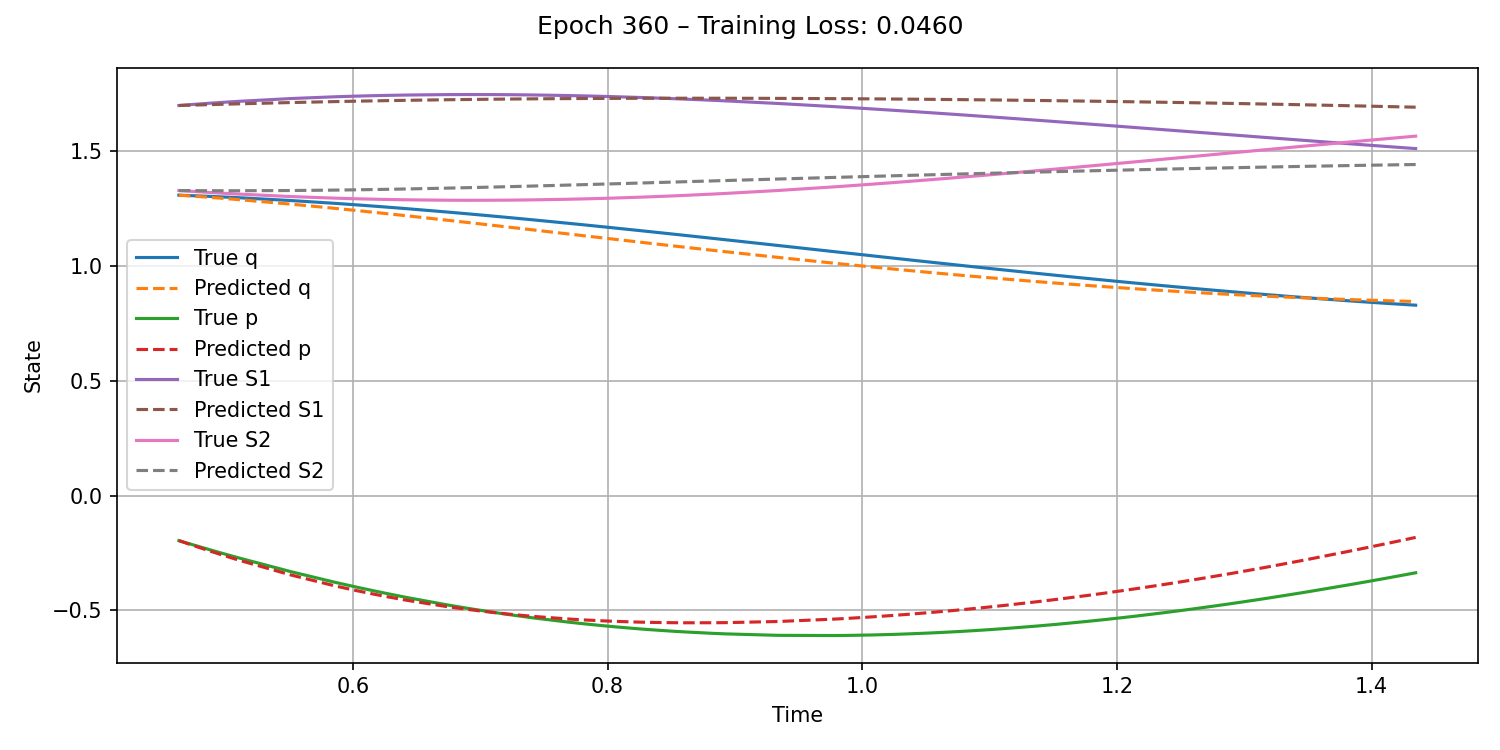 Epoch 360 – Training Loss: 0.0460
1.5
1.0
0.5
0.0
−0.5
State
True q
Predicted q
True p
Predicted p
True S1
Predicted S1
True S2
Predicted S2
0.6
0.8
1.0
1.2
1.4
Time